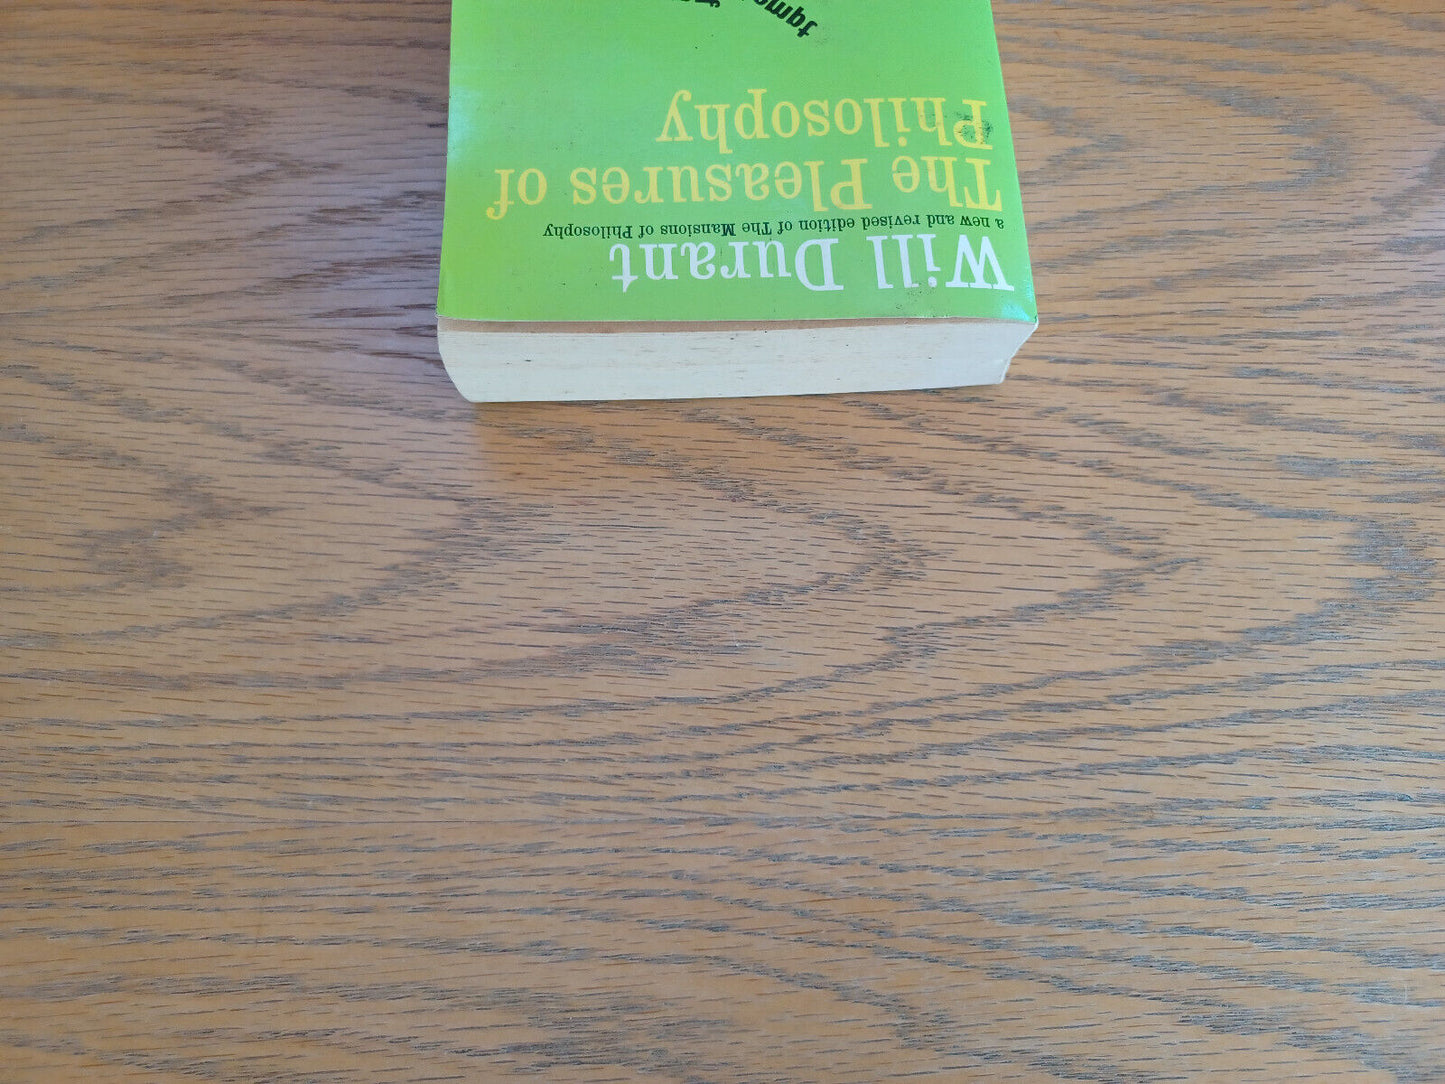 Will Durant
a new and revised edition of The Mansions of Philosophy
The Pleasures of
Philosophy